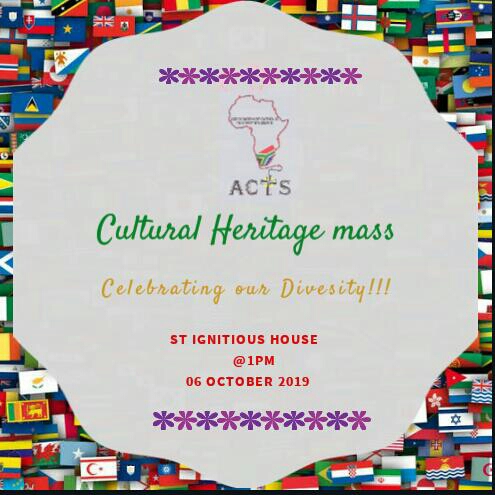 ACTS
Cultural Heritage mass
Celebrating our Divesity!!!
ST IGNITIOUS HOUSE
@1PM
06 OCTOBER 2019